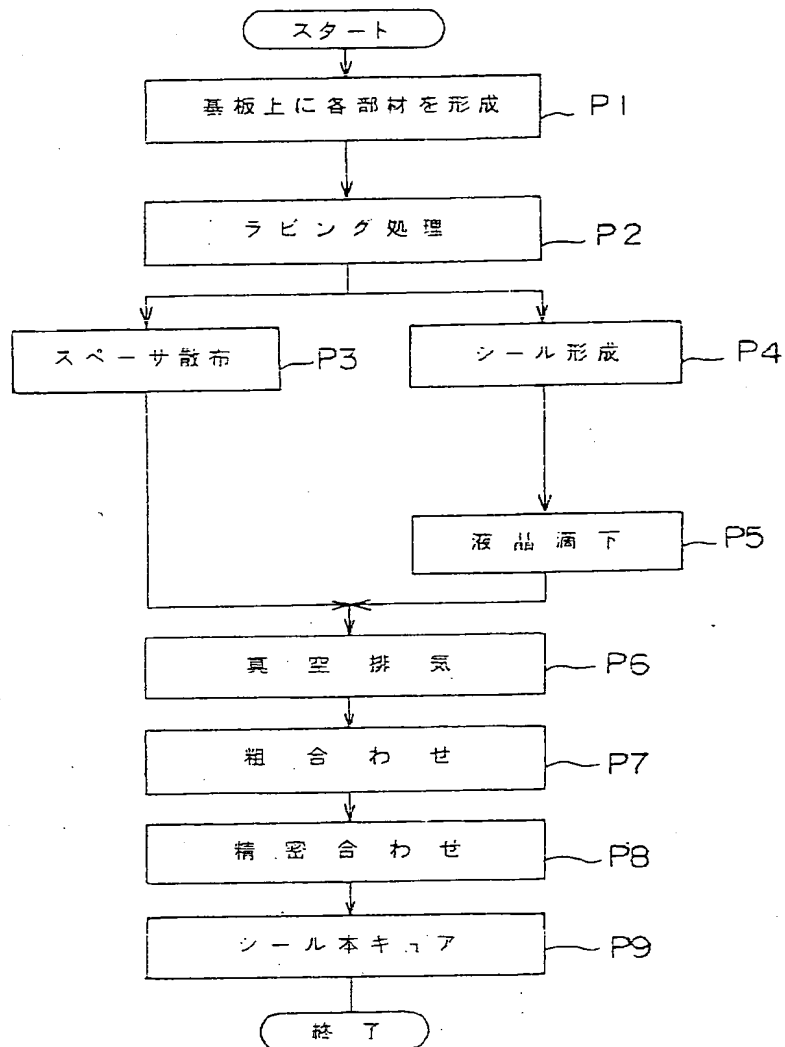 スタート
基板上に各部材を形成 P1
ラビング処理 P2
スペーサ散布 P3
シール形成 P4
液晶滴下 P5
真空排気 P6
粗合わせ P7
精密合わせ P8
シール本キュア P9
終了